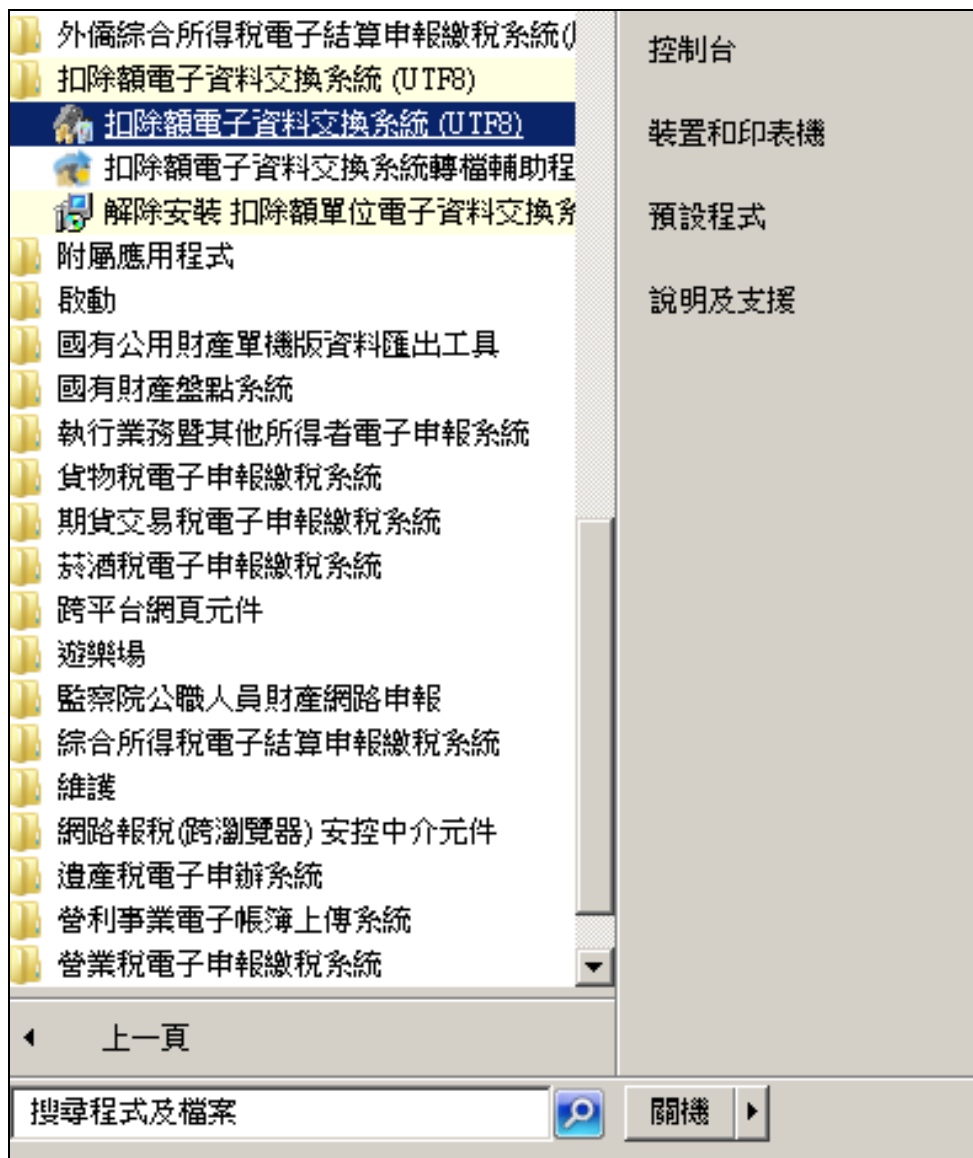 外僑綜合所得稅電子結算申報繳稅系統(
扣除額電子資料交換系統 (UTF8)
扣除額電子資料交換系統 (UTF8)
扣除額電子資料交換系統轉檔輔助程
解除安裝 扣除額單位電子資料交換系
附屬應用程式
啟動
國有公用財產單機版資料匯出工具
國有財產盤點系統
執行業務暨其他所得者電子申報系統
貨物稅電子申報繳稅系統
期貨交易稅電子申報繳稅系統
菸酒稅電子申報繳稅系統
跨平台網頁元件
遊樂場
監察院公職人員財產網路申報
綜合所得稅電子結算申報繳稅系統
維護
網路報稅(跨瀏覽器) 安控中介元件
遺產稅電子申辦系統
營利事業電子帳簿上傳系統
營業稅電子申報繳稅系統
上一頁
搜尋程式及檔案
控制台
裝置和印表機
預設程式
說明及支援
關機